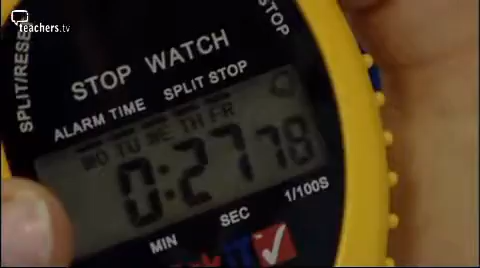 teachers.tv
SPLIT/RESE
STOP
STOP WATCH
ALARM TIME SPLIT STOP
MO TU WE TH FR
0:27 78
MIN SEC 1/100S
IT